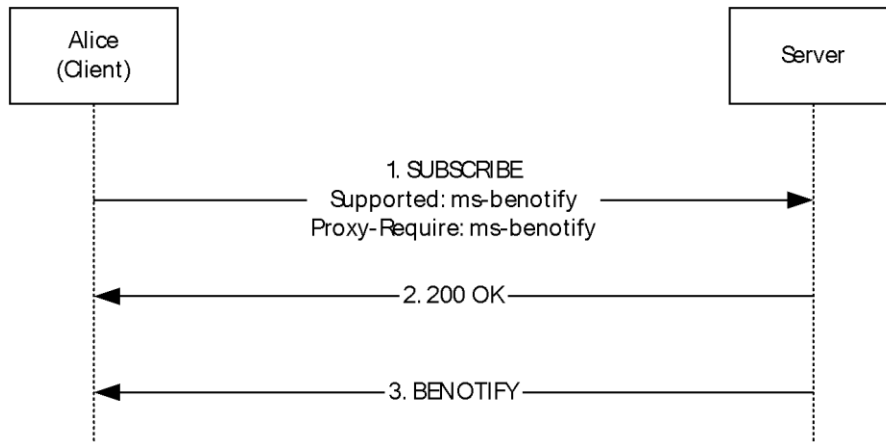 Alice
(Client)
Server
1. SUBSCRIBE
Supported: ms-benotify
Proxy-Require: ms-benotify
2. 200 OK
3. BENOTIFY